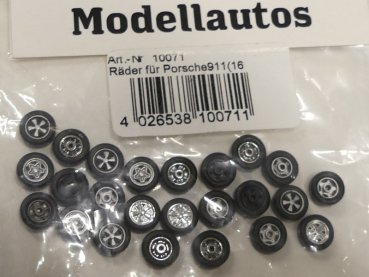 Modellautos
Art.-Nr 10071
Räder für Porsche911(16
4 026538 100711